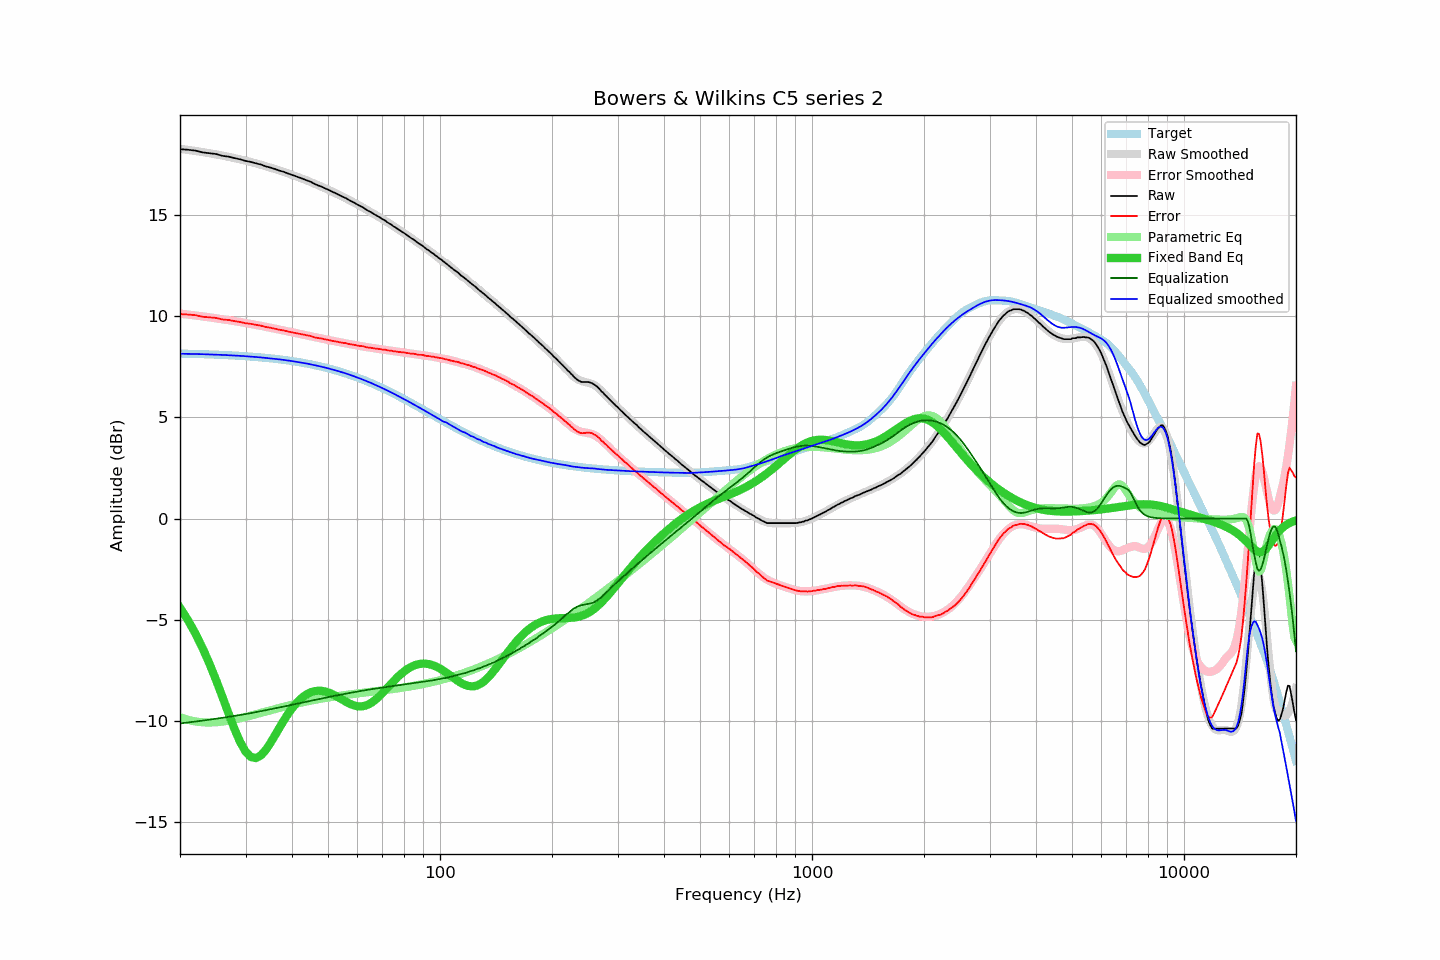 Bowers & Wilkins C5 series 2
Target
Raw Smoothed
Error Smoothed
Raw
Error
Parametric Eq
Fixed Band Eq
Equalization
Equalized smoothed
Amplitude (dBr)
15
10
5
0
−5
−10
−15
100
1000
10000
Frequency (Hz)